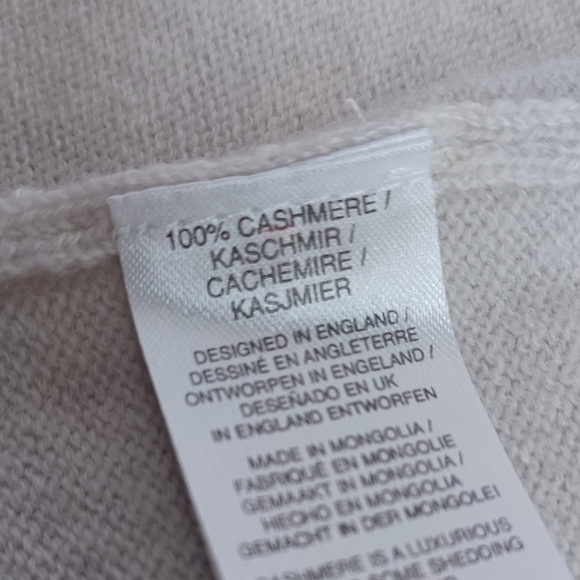 100% CASHMERE /
KASCHMIR /
CACHEMIRE /
KASJMIER
DESIGNED IN ENGLAND /
DESSINÉ EN ANGLETERRE
ONTWORPEN IN ENGELAND /
DESEÑADO EN UK
IN ENGLAND ENTWORFEN
MADE IN MONGOLIA /
FABRIQUÉ EN MONGOLIE
GEMAAKT IN MONGOLIA /
HECHO EN MONGOLIA
GEMACHT IN DER MONGOLEI
CASHMERE IS A LUXURIOUS
SOME SHEDDING